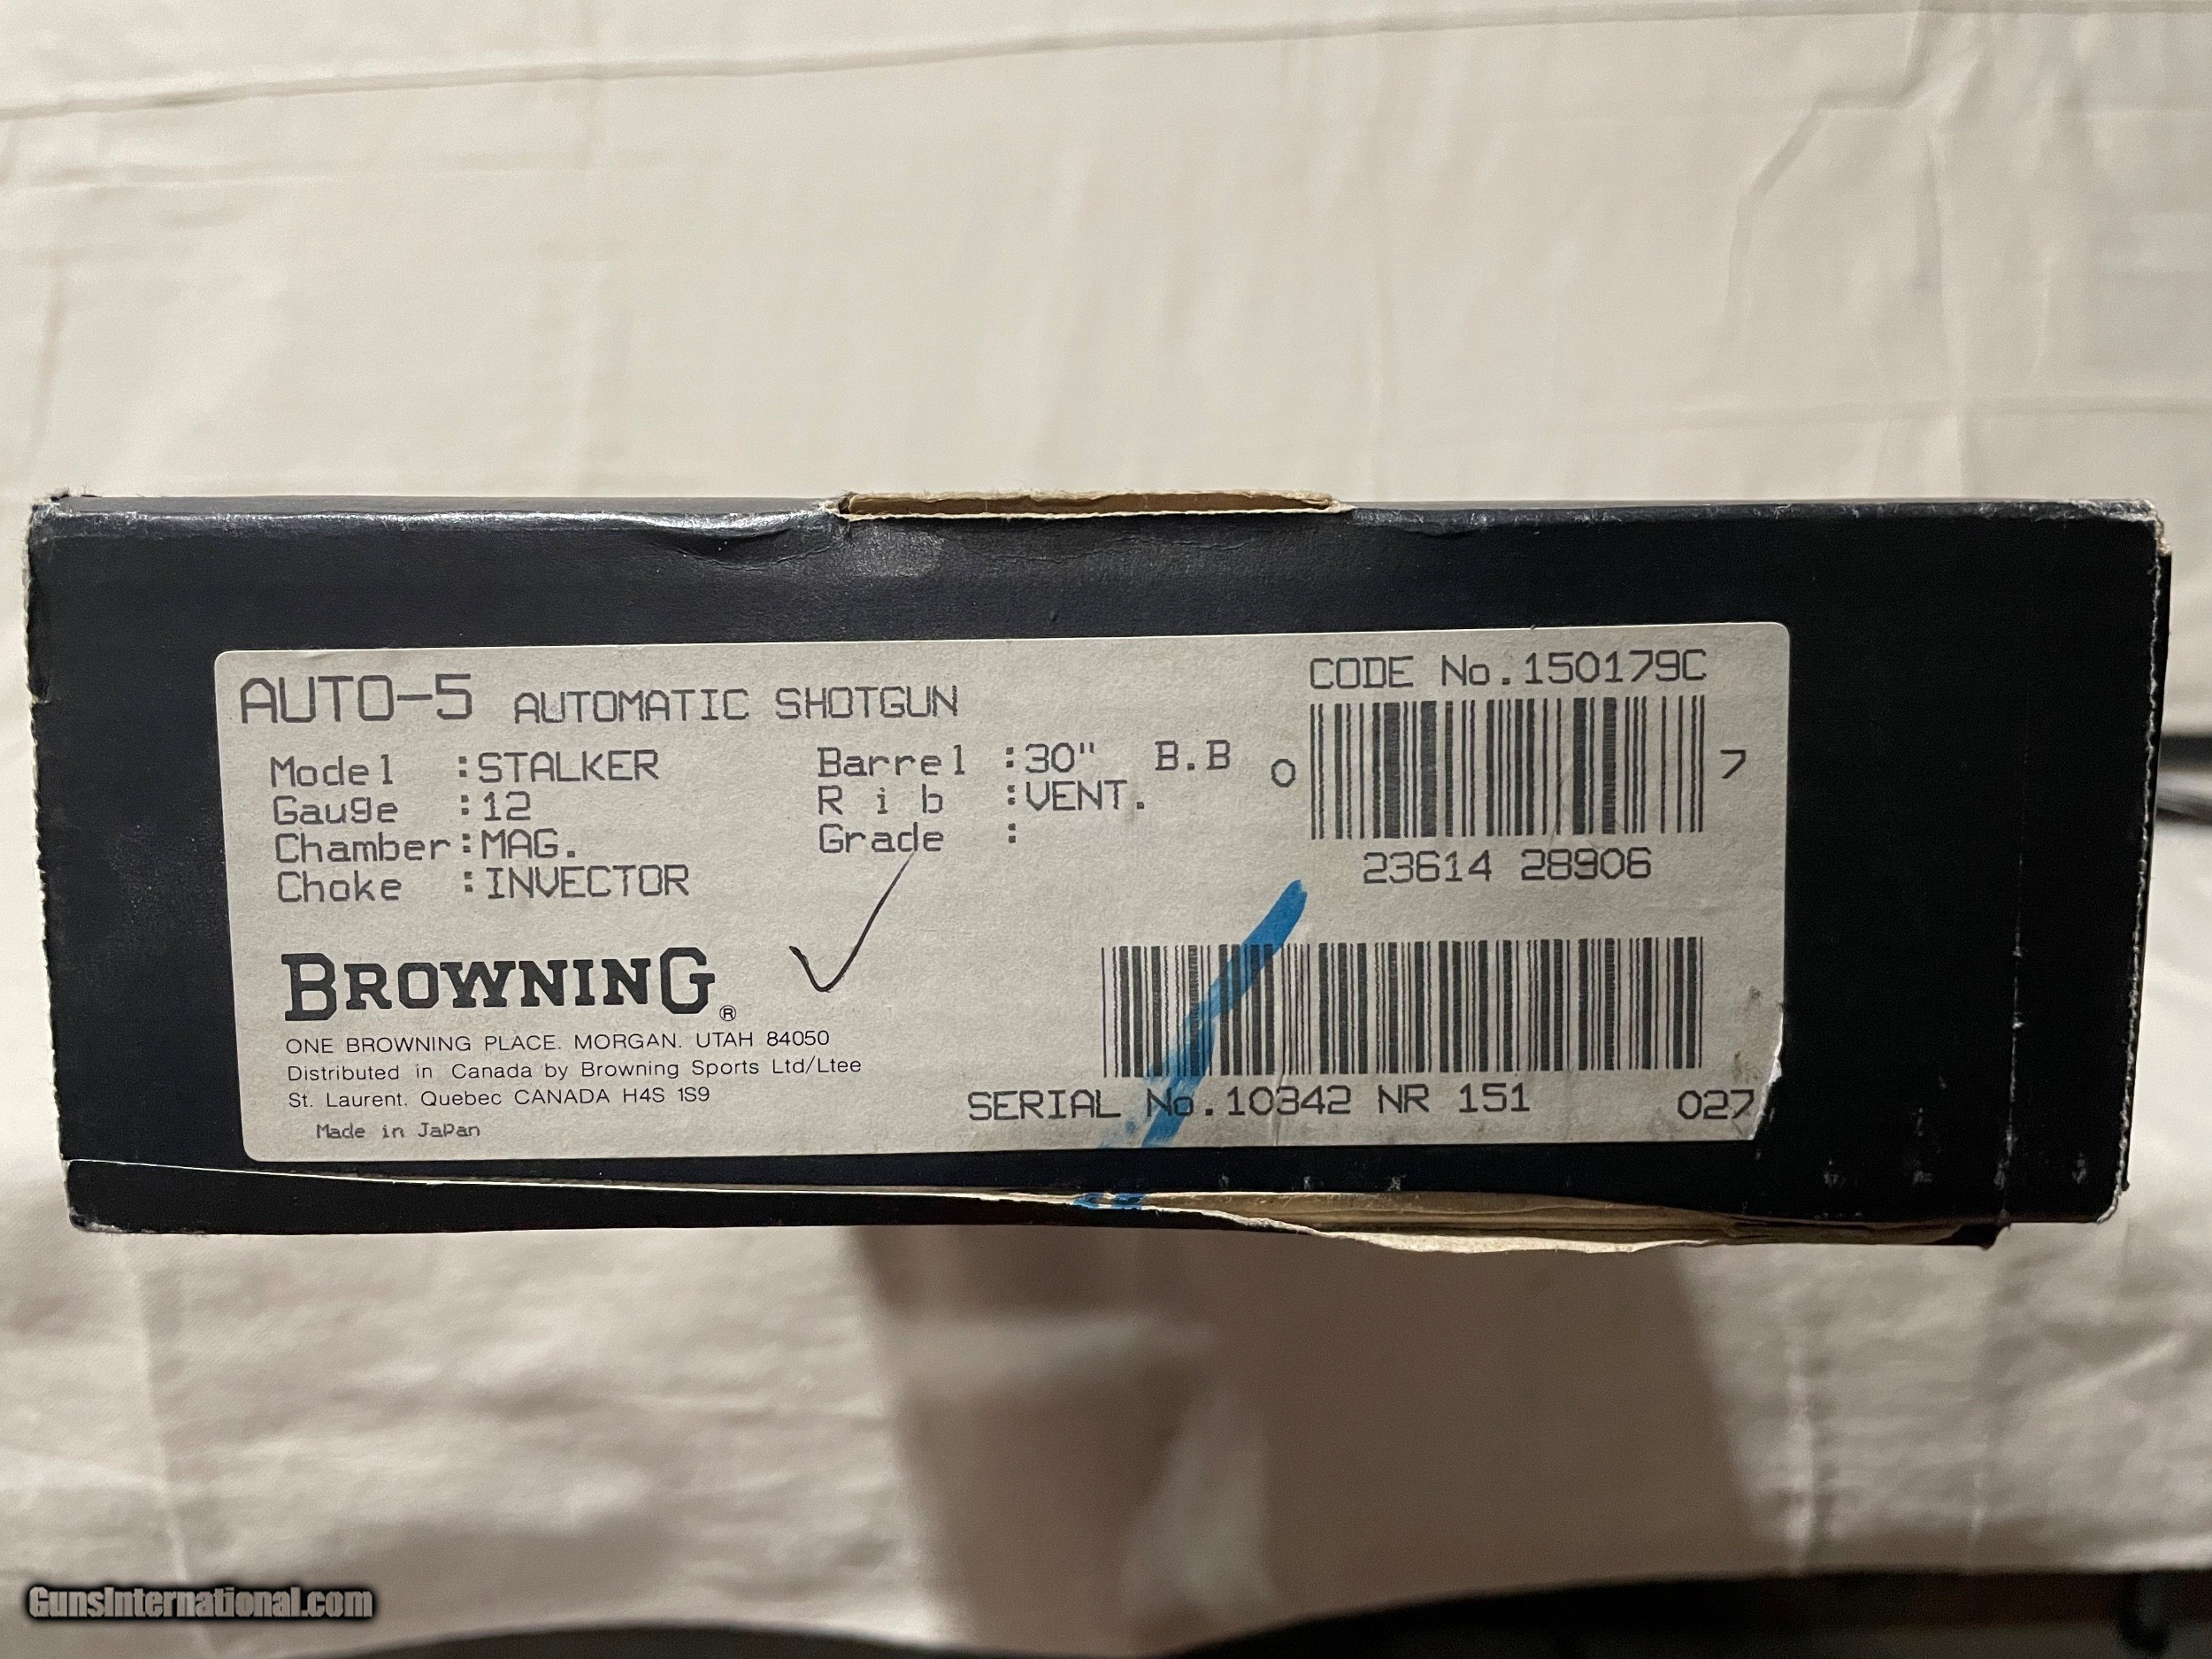 AUTO-5 AUTOMATIC SHOTGUN
Model :STALKER
Gauge :12
Chamber:MAG.
Choke :INVECTOR
Barrel :30" B.B
Rib :VENT.
Grade :
CODE No.150179C
0 7
23614 28906
BROWNING®
ONE BROWNING PLACE. MORGAN. UTAH 84050
Distributed in Canada by Browning Sports Ltd/Ltee
St. Laurent. Quebec CANADA H4S 1S9
Made in Japan
SERIAL No.10342 NR 151 027
GunsInternational.com